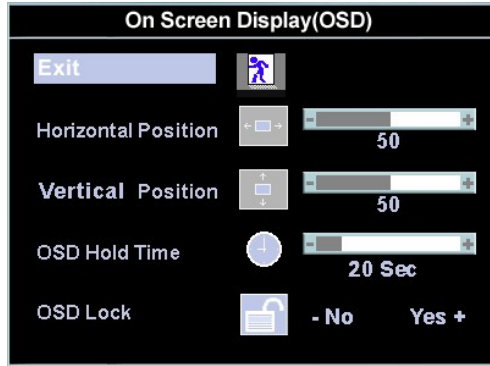 On Screen Display(OSD)
Exit
Horizontal Position - +
50
Vertical Position - +
50
OSD Hold Time - +
20 Sec
OSD Lock - No Yes +